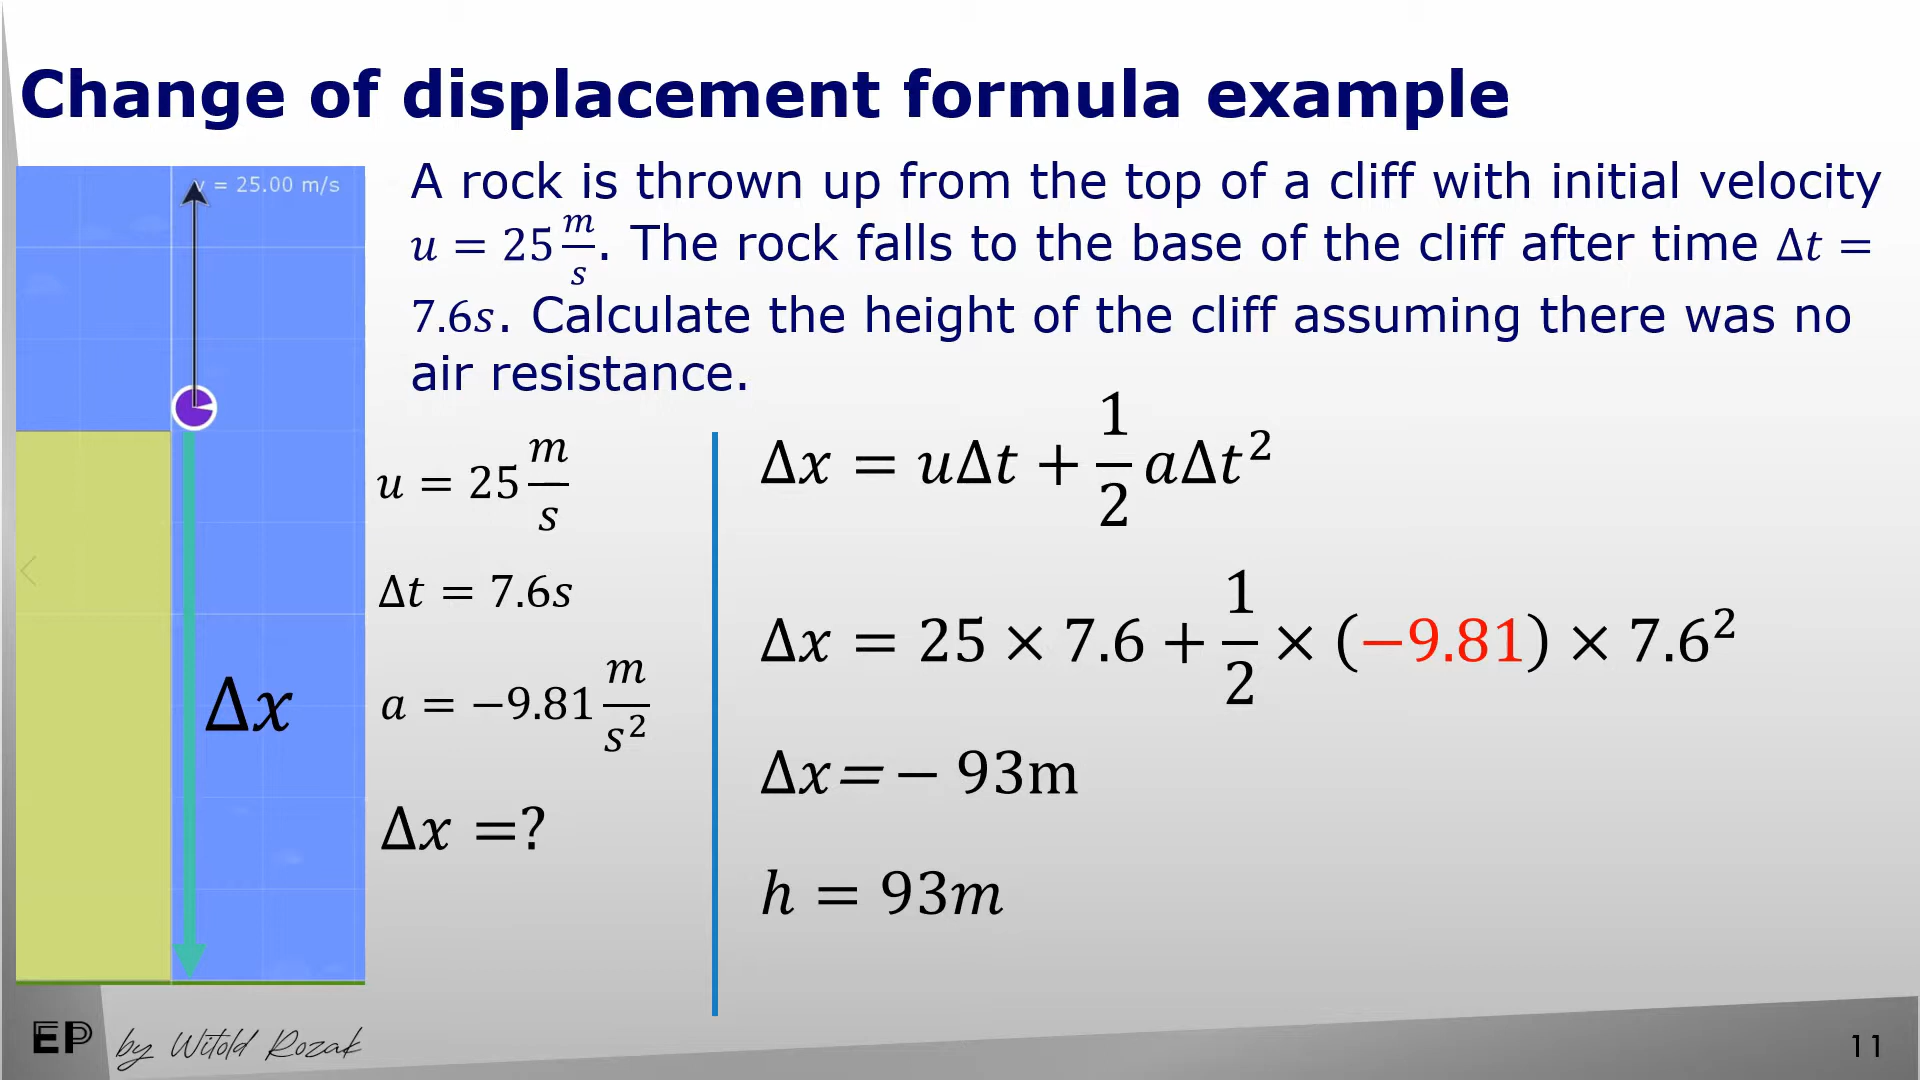 Change of displacement formula example
v = 25.00 m/s
A rock is thrown up from the top of a cliff with initial velocity
u = 25 m/s. The rock falls to the base of the cliff after time Δt =
7.6s. Calculate the height of the cliff assuming there was no
air resistance.
u = 25 m/s
Δt = 7.6s
a = −9.81 m/s²
Δx =?
Δx
Δx = uΔt + 1/2 aΔt²
Δx = 25 × 7.6 + 1/2 × (−9.81) × 7.6²
Δx=− 93m
h = 93m
EP by Witold Rozak
11